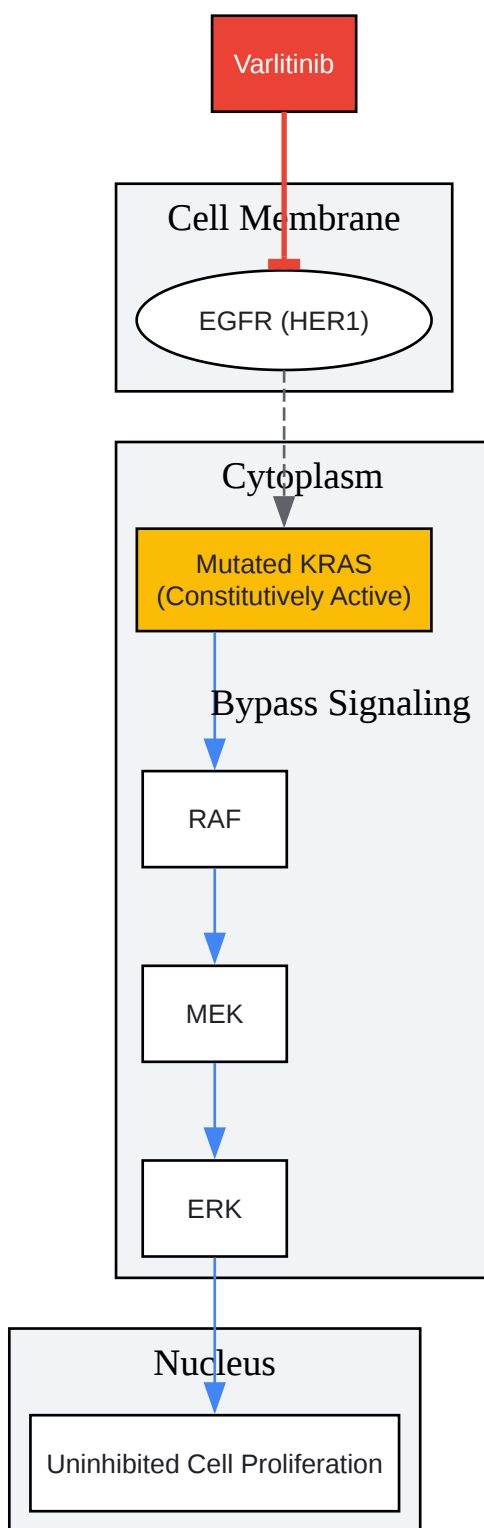 Varlitinib
Cell Membrane
EGFR (HER1)
Cytoplasm
Mutated KRAS
(Constitutively Active)
Bypass Signaling
RAF
MEK
ERK
Nucleus
Uninhibited Cell Proliferation